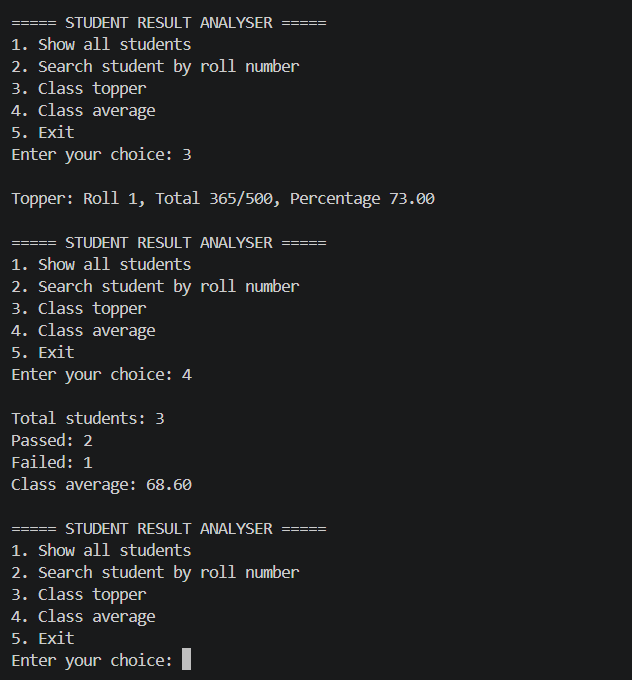 ===== STUDENT RESULT ANALYSER =====
1. Show all students
2. Search student by roll number
3. Class topper
4. Class average
5. Exit
Enter your choice: 3
Topper: Roll 1, Total 365/500, Percentage 73.00
===== STUDENT RESULT ANALYSER =====
1. Show all students
2. Search student by roll number
3. Class topper
4. Class average
5. Exit
Enter your choice: 4
Total students: 3
Passed: 2
Failed: 1
Class average: 68.60
===== STUDENT RESULT ANALYSER =====
1. Show all students
2. Search student by roll number
3. Class topper
4. Class average
5. Exit
Enter your choice: